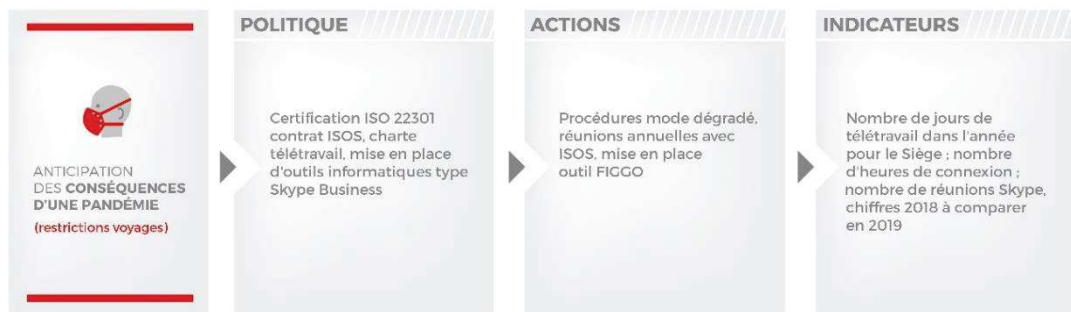 ANTICIPATION
DES CONSÉQUENCES
D'UNE PANDÉMIE
(restrictions voyages)
POLITIQUE
Certification ISO 22301
contrat ISOS, charte
télétravail, mise en place
d'outils informatiques type
Skype Business
ACTIONS
Procédures mode dégradé,
réunions annuelles avec
ISOS, mise en place
outil FIGGO
INDICATEURS
Nombre de jours de
télétravail dans l'année
pour le Siège ; nombre
d'heures de connexion ;
nombre de réunions Skype,
chiffres 2018 à comparer
en 2019